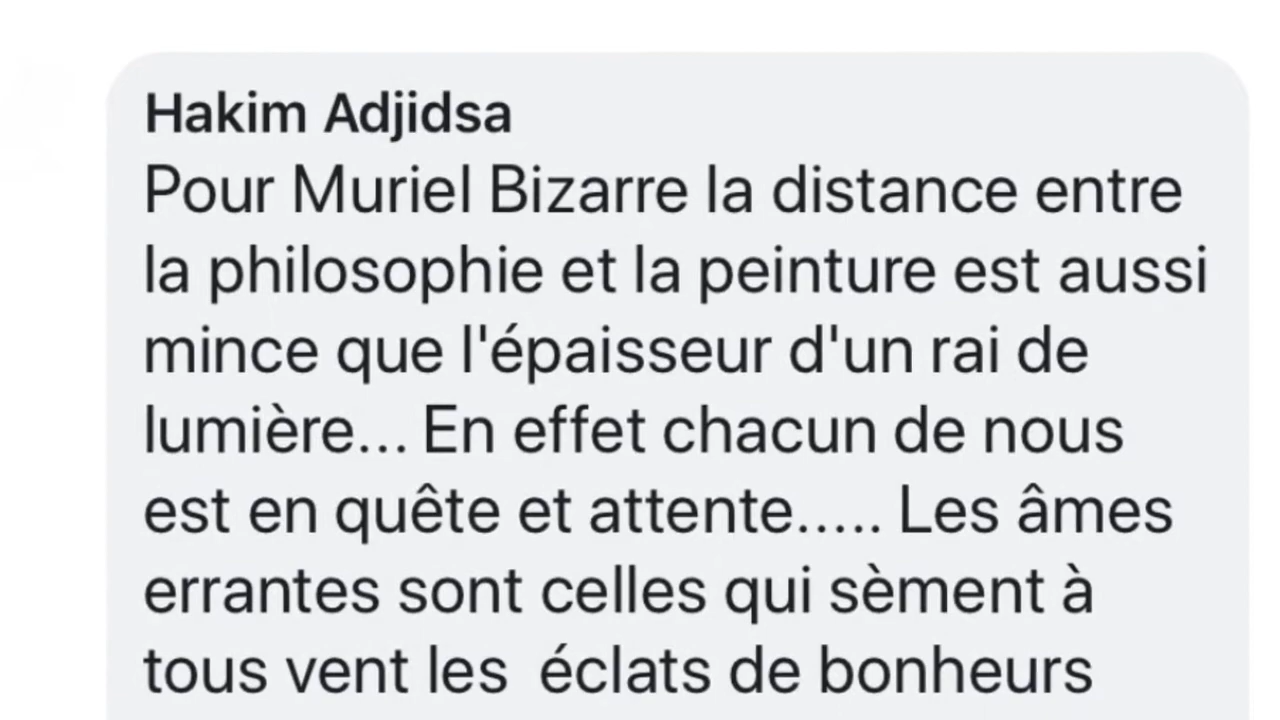 Hakim Adjidsa
Pour Muriel Bizarre la distance entre
la philosophie et la peinture est aussi
mince que l'épaisseur d'un rai de
lumière... En effet chacun de nous
est en quête et attente..... Les âmes
errantes sont celles qui sèment à
tous vent les  éclats de bonheurs